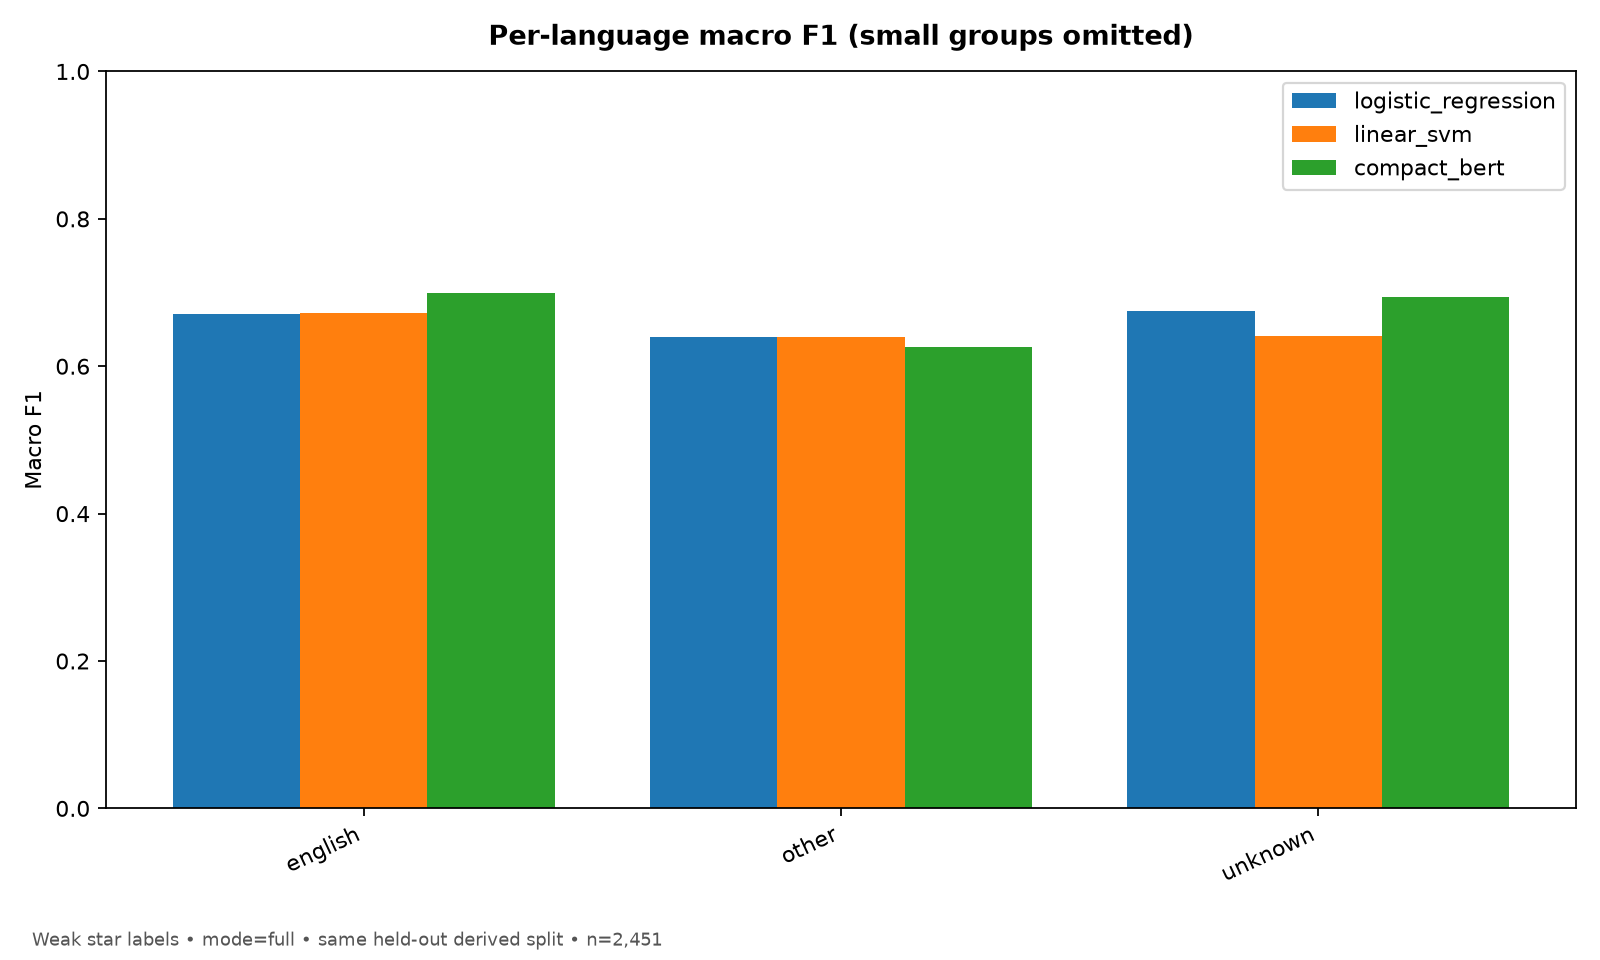 Per-language macro F1 (small groups omitted)
1.0
0.8
0.6
0.4
0.2
0.0
Macro F1
logistic_regression
linear_svm
compact_bert
english
other
unknown
Weak star labels • mode=full • same held-out derived split • n=2,451